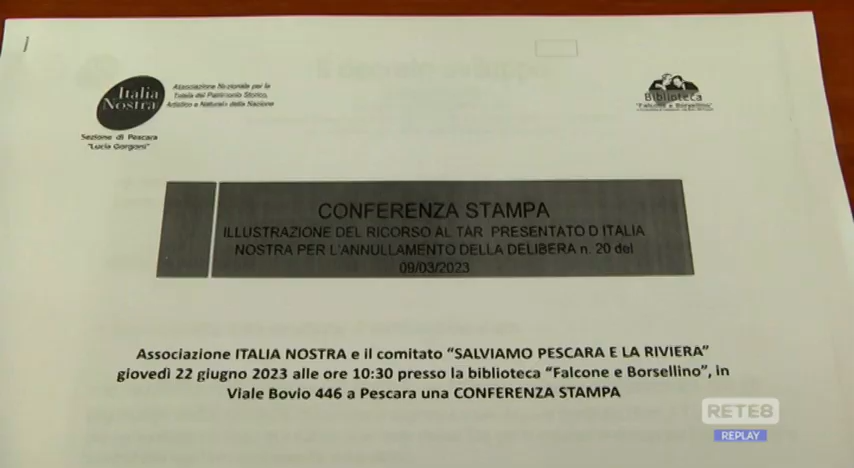 Italia
Nostra
Associazione Nazionale per la
Tutela del Patrimonio Storico,
Artistico e Naturale della Nazione
Sezione di Pescara
"Lucia Gorgoni"
Biblioteca
"Falcone e Borsellino"
CONFERENZA STAMPA
ILLUSTRAZIONE DEL RICORSO AL TAR PRESENTATO D ITALIA
NOSTRA PER L'ANNULLAMENTO DELLA DELIBERA n. 20 del
09/03/2023
Associazione ITALIA NOSTRA e il comitato "SALVIAMO PESCARA E LA RIVIERA"
giovedì 22 giugno 2023 alle ore 10:30 presso la biblioteca "Falcone e Borsellino", in
Viale Bovio 446 a Pescara una CONFERENZA STAMPA
RETE8
REPLAY